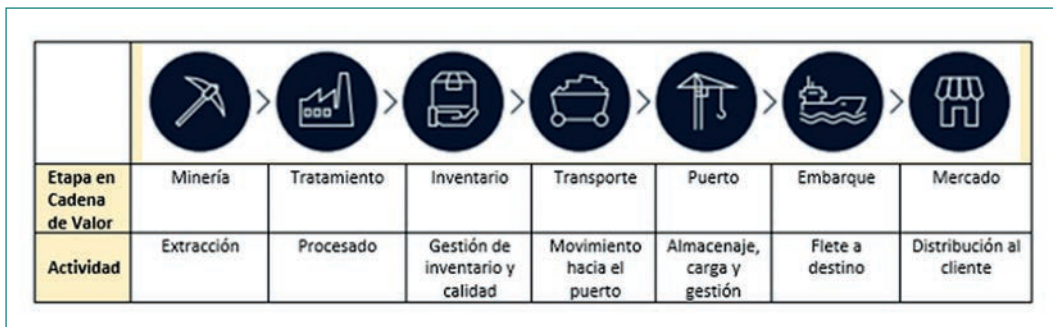 Etapa en
Cadena
de Valor
Minería
Tratamiento
Inventario
Transporte
Puerto
Embarque
Mercado
Actividad
Extracción
Procesado
Gestión de
inventario y
calidad
Movimiento
hacia el
puerto
Almacenaje,
carga y
gestión
Flete a
destino
Distribución al
cliente